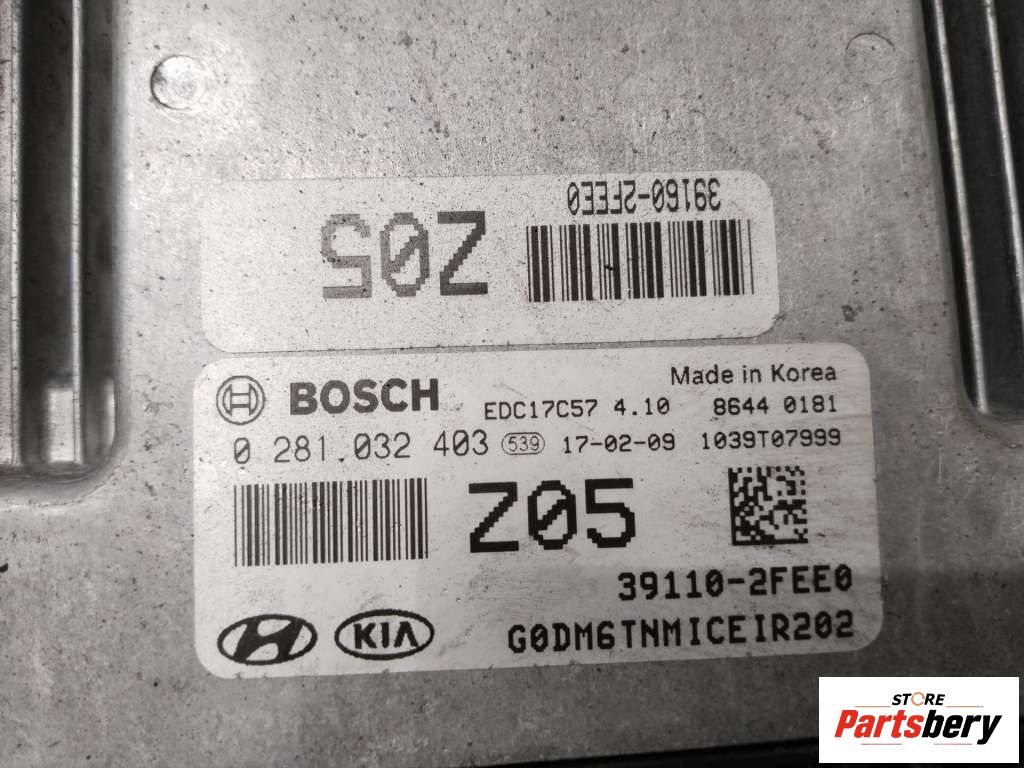 39160-2FEE0
Z05
BOSCH
Made in Korea
EDC17C57 4.10 8644 0181
0 281.032 403 539 17-02-09 1039T07999
Z05
39110-2FEE0
KIA
G0DM6TNMICEIR202
STORE
Partsbery